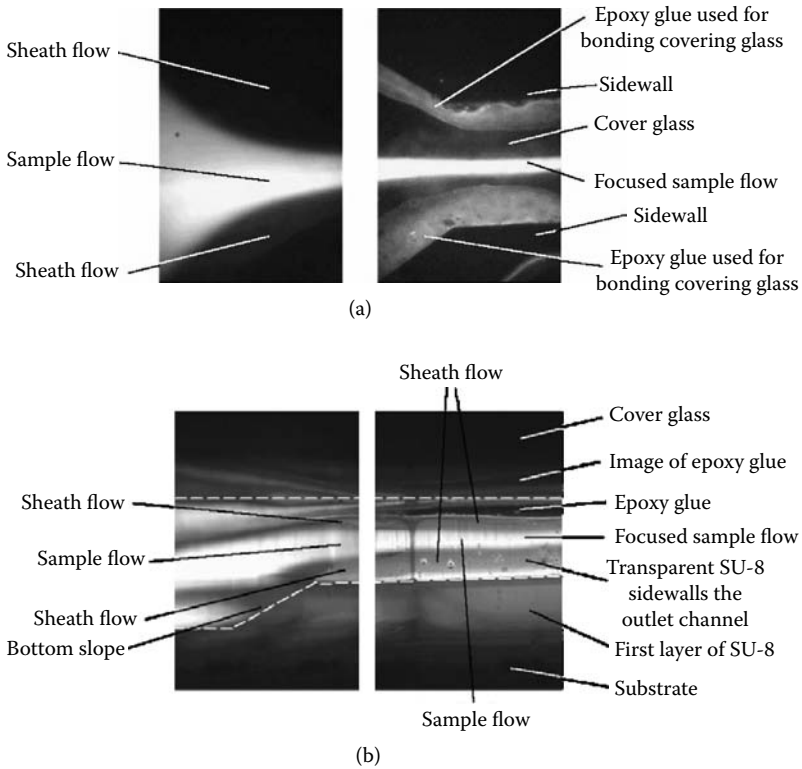 Sheath flow
Sample flow
Sheath flow
Epoxy glue used for
bonding covering glass
Sidewall
Cover glass
Focused sample flow
Sidewall
Epoxy glue used for
bonding covering glass
(a)
Sheath flow
Sheath flow
Sample flow
Sheath flow
Bottom slope
Cover glass
Image of epoxy glue
Epoxy glue
Focused sample flow
Transparent SU-8
sidewalls the
outlet channel
First layer of SU-8
Substrate
Sample flow
(b)